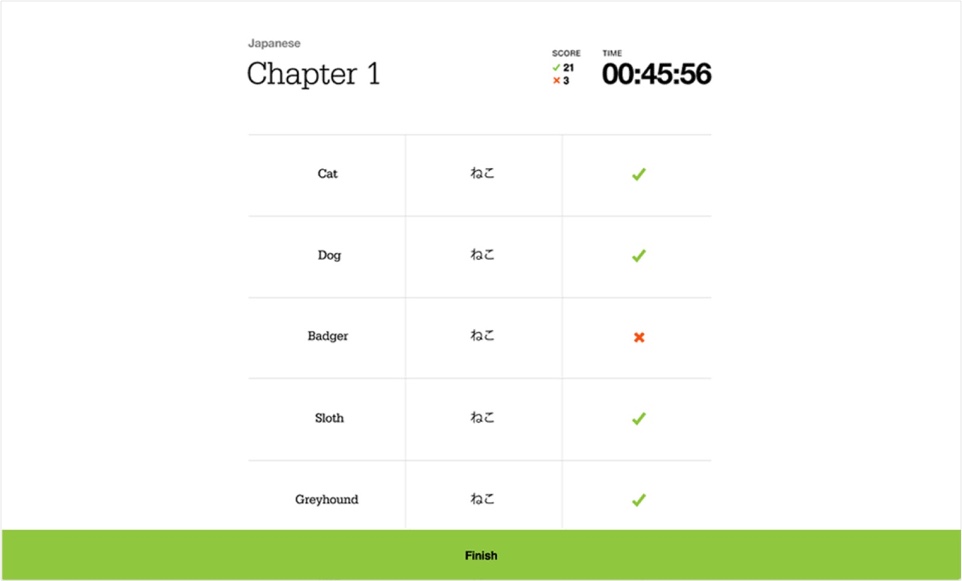 Japanese
Chapter 1
SCORE
✓ 21
✕ 3
TIME
00:45:56
Cat ねこ ✓
Dog ねこ ✓
Badger ねこ ✕
Sloth ねこ ✓
Greyhound ねこ ✓
Finish